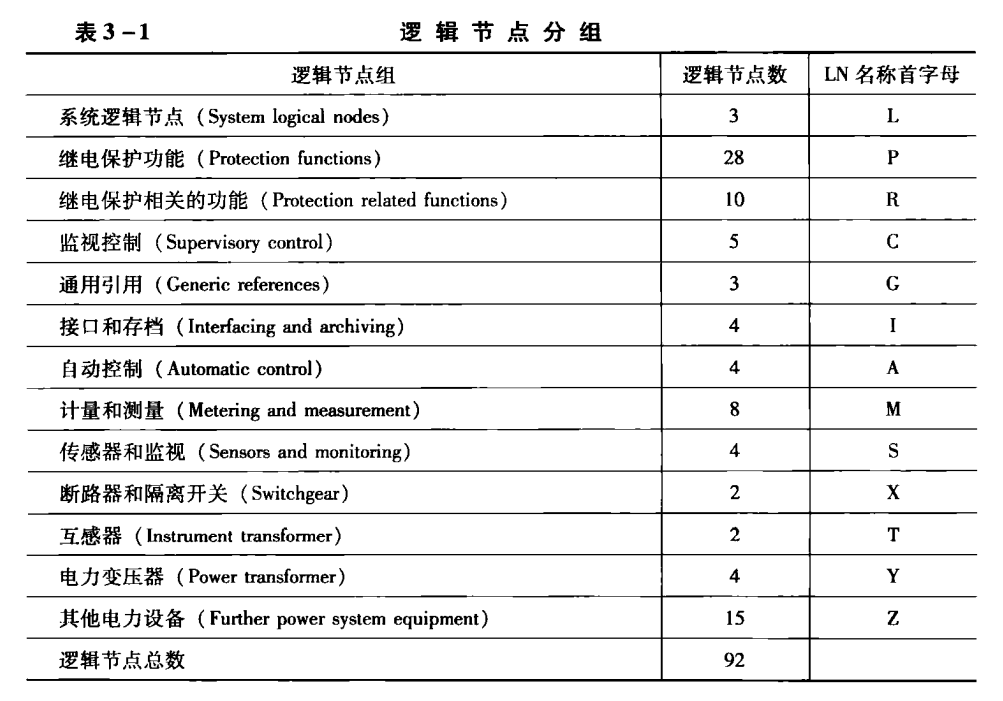 表3-1 逻辑节点分组
逻辑节点组 逻辑节点数 LN 名称首字母
系统逻辑节点（System logical nodes） 3 L
继电保护功能（Protection functions） 28 P
继电保护相关的功能（Protection related functions） 10 R
监视控制（Supervisory control） 5 C
通用引用（Generic references） 3 G
接口和存档（Interfacing and archiving） 4 I
自动控制（Automatic control） 4 A
计量和测量（Metering and measurement） 8 M
传感器和监视（Sensors and monitoring） 4 S
断路器和隔离开关（Switchgear） 2 X
互感器（Instrument transformer） 2 T
电力变压器（Power transformer） 4 Y
其他电力设备（Further power system equipment） 15 Z
逻辑节点总数 92